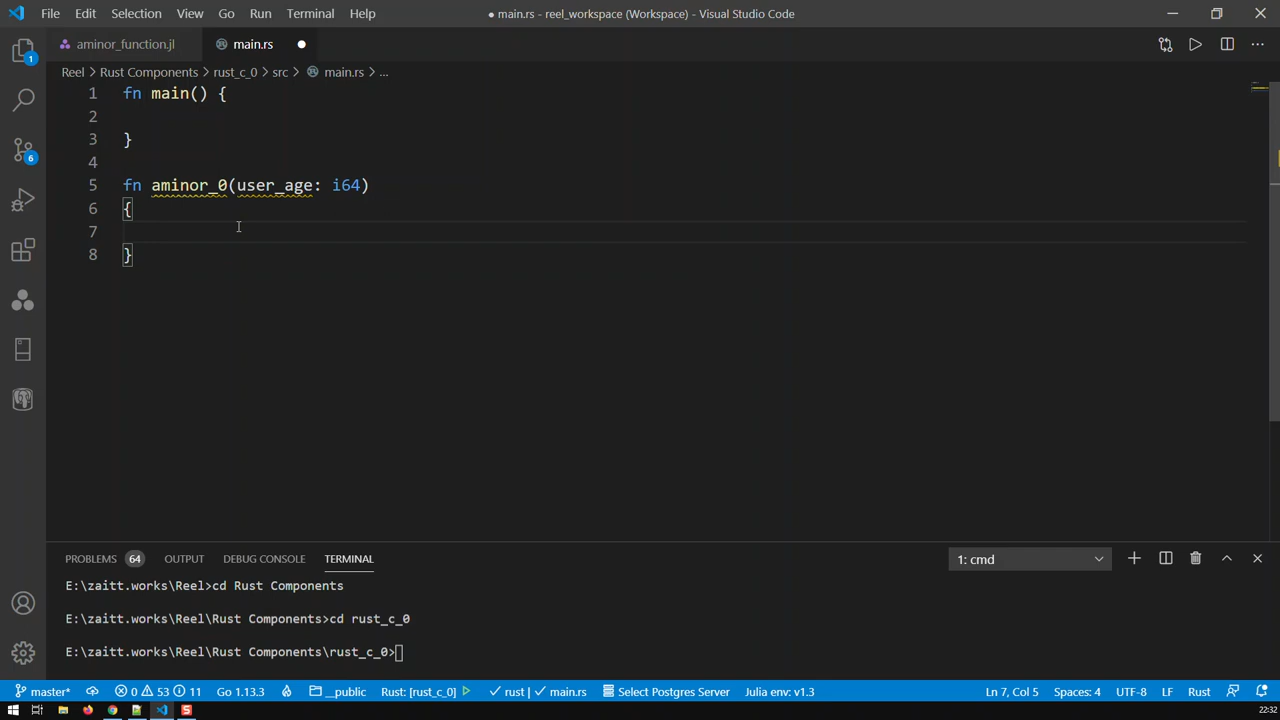 File Edit Selection View Go Run Terminal Help
● main.rs - reel_workspace (Workspace) - Visual Studio Code
aminor_function.jl
main.rs ●
Reel > Rust Components > rust_c_0 > src > main.rs > ...
1 fn main() {
2
3 }
4
5 fn aminor_0(user_age: i64)
6 {
7
8 }
1
6
PROBLEMS 64 OUTPUT DEBUG CONSOLE TERMINAL
1: cmd
E:\zaitt.works\Reel>cd Rust Components
E:\zaitt.works\Reel\Rust Components>cd rust_c_0
E:\zaitt.works\Reel\Rust Components\rust_c_0>
master* 0 53 11 Go 1.13.3 __public Rust: [rust_c_0] ✓ rust | ✓ main.rs Select Postgres Server Julia env: v1.3 Ln 7, Col 5 Spaces: 4 UTF-8 LF Rust
22:32